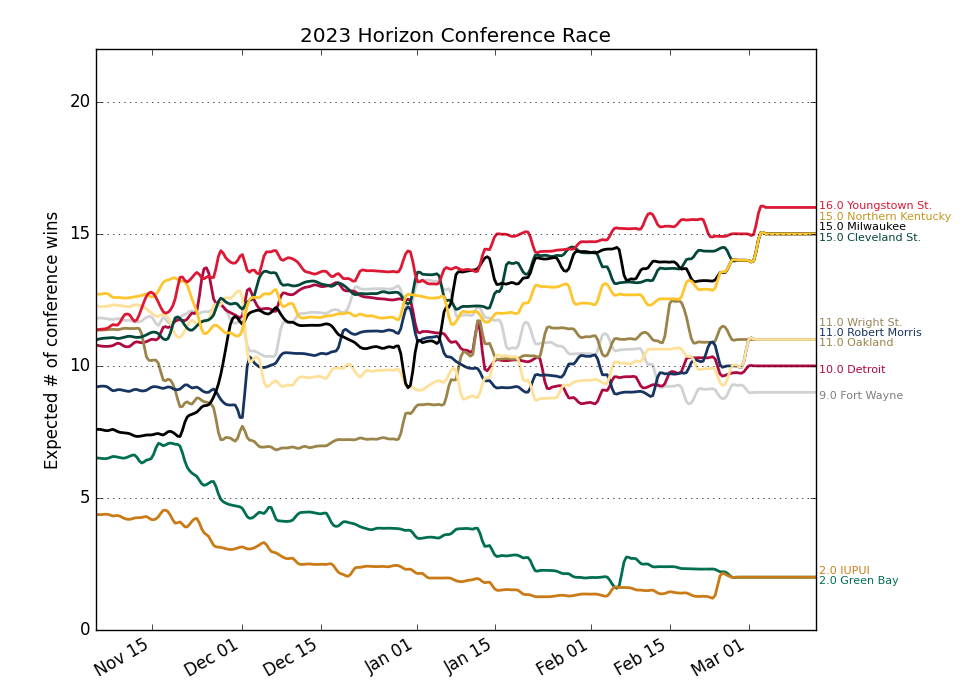 2023 Horizon Conference Race
Expected # of conference wins
20
15
10
5
0
Nov 15
Dec 01
Dec 15
Jan 01
Jan 15
Feb 01
Feb 15
Mar 01
16.0 Youngstown St.
15.0 Northern Kentucky
15.0 Milwaukee
15.0 Cleveland St.
11.0 Wright St.
11.0 Robert Morris
11.0 Oakland
10.0 Detroit
9.0 Fort Wayne
2.0 IUPUI
2.0 Green Bay